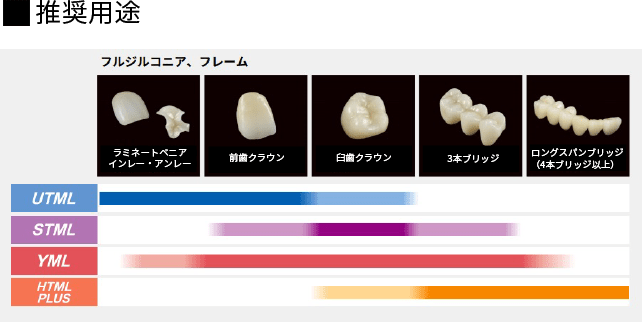 ■ 推奨用途
フルジルコニア、フレーム
ラミネートベニア
インレー・アンレー
前歯クラウン
臼歯クラウン
3本ブリッジ
ロングスパンブリッジ
（4本ブリッジ以上）
UTML
STML
YML
HTML
PLUS